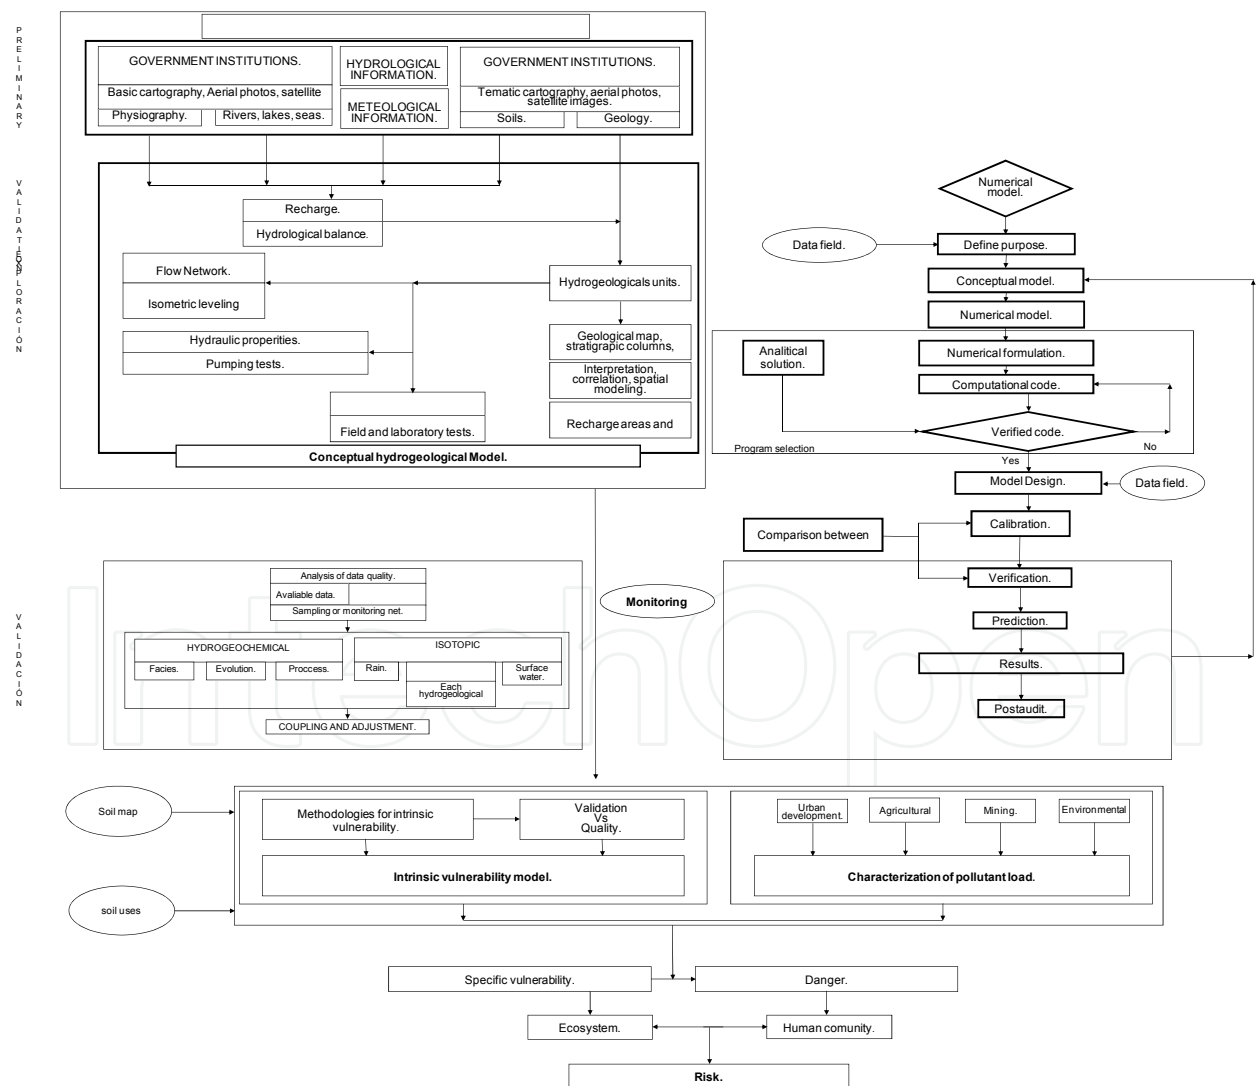 PRELIMINARY
GOVERNMENT INSTITUTIONS.
Basic cartography, Aerial photos, satellite
Physiography.
Rivers, lakes, seas.
HYDROLOGICAL
INFORMATION.
METEOLOGICAL
INFORMATION.
GOVERNMENT INSTITUTIONS.
Tematic cartography, aerial photos,
satellite images.
Soils.
Geology.
VALIDATION
EXPLORACIÓN
Recharge.
Hydrological balance.
Flow Network.
Isometric leveling
Hydrogeologicals units.
Hydraulic properities.
Pumping tests.
Geological map,
stratigrapic columns,
Interpretation,
correlation, spatial
modeling.
Recharge areas and
Field and laboratory tests.
Conceptual hydrogeological Model.
Numerical
model.
Data field.
Define purpose.
Conceptual model.
Numerical model.
Analitical
solution.
Numerical formulation.
Computational code.
Verified code.
Program selection
No
Yes
Model Design.
Data field.
Calibration.
Comparison between
Verification.
Prediction.
Results.
Postaudit.
Monitoring
VALIDACIÓN
Analysis of data quality.
Avaliable data.
Sampling or monitoring net.
HYDROGEOCHEMICAL
Facies.
Evolution.
Proccess.
ISOTOPIC
Rain.
Each
hydrogeological
Surface
water.
COUPLING AND ADJUSTMENT.
IntechOpen
Soil map
soil uses
Methodologies for intrinsic
vulnerability.
Validation
Vs
Quality.
Intrinsic vulnerability model.
Urban
development.
Agricultural
Mining.
Environmental
Characterization of pollutant load.
Specific vulnerability.
Danger.
Ecosystem.
Human comunity.
Risk.